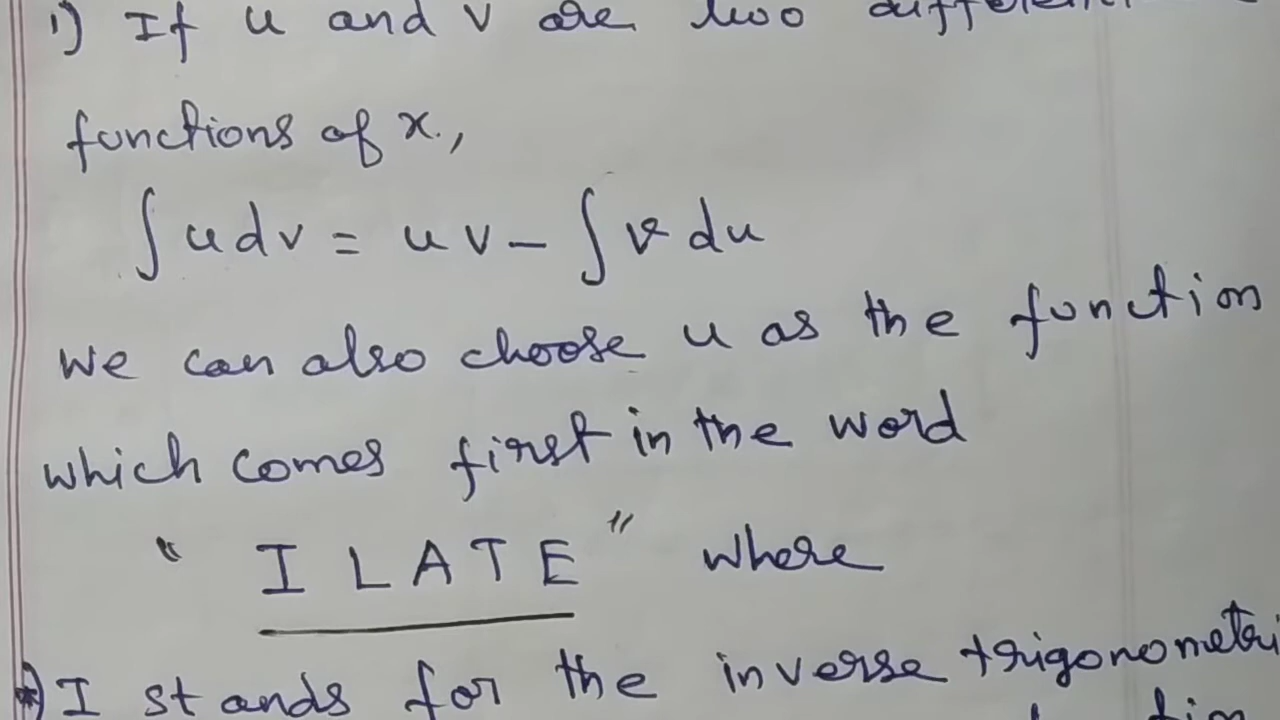 1) If u and v are two
functions of x.,
∫ u dv = uv - ∫ v du
We can also choose u as the function
which comes first in the word
" I L A T E " where
*) I stands for the inverse